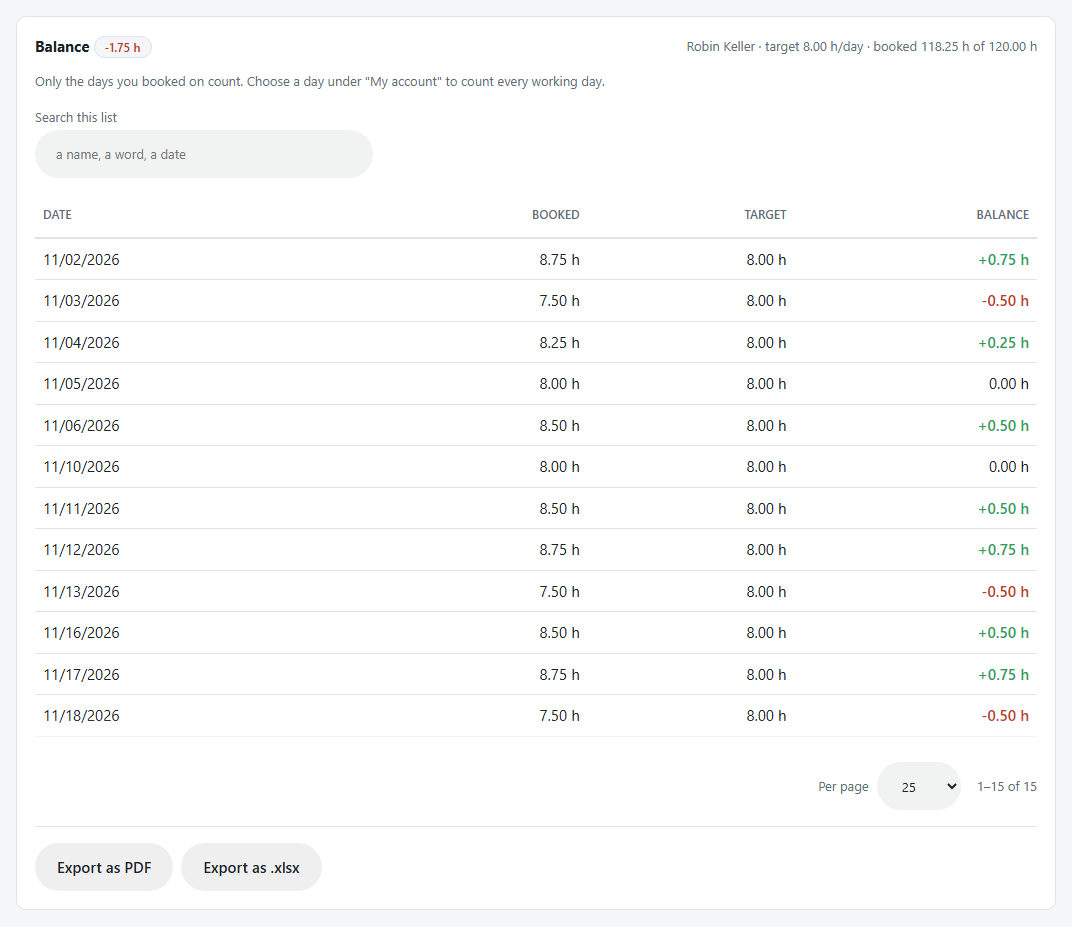 Balance -1.75 h
Robin Keller · target 8.00 h/day · booked 118.25 h of 120.00 h
Only the days you booked on count. Choose a day under "My account" to count every working day.
Search this list
a name, a word, a date
DATE BOOKED TARGET BALANCE
11/02/2026 8.75 h 8.00 h +0.75 h
11/03/2026 7.50 h 8.00 h -0.50 h
11/04/2026 8.25 h 8.00 h +0.25 h
11/05/2026 8.00 h 8.00 h 0.00 h
11/06/2026 8.50 h 8.00 h +0.50 h
11/10/2026 8.00 h 8.00 h 0.00 h
11/11/2026 8.50 h 8.00 h +0.50 h
11/12/2026 8.75 h 8.00 h +0.75 h
11/13/2026 7.50 h 8.00 h -0.50 h
11/16/2026 8.50 h 8.00 h +0.50 h
11/17/2026 8.75 h 8.00 h +0.75 h
11/18/2026 7.50 h 8.00 h -0.50 h
Per page 25 1–15 of 15
Export as PDF Export as .xlsx